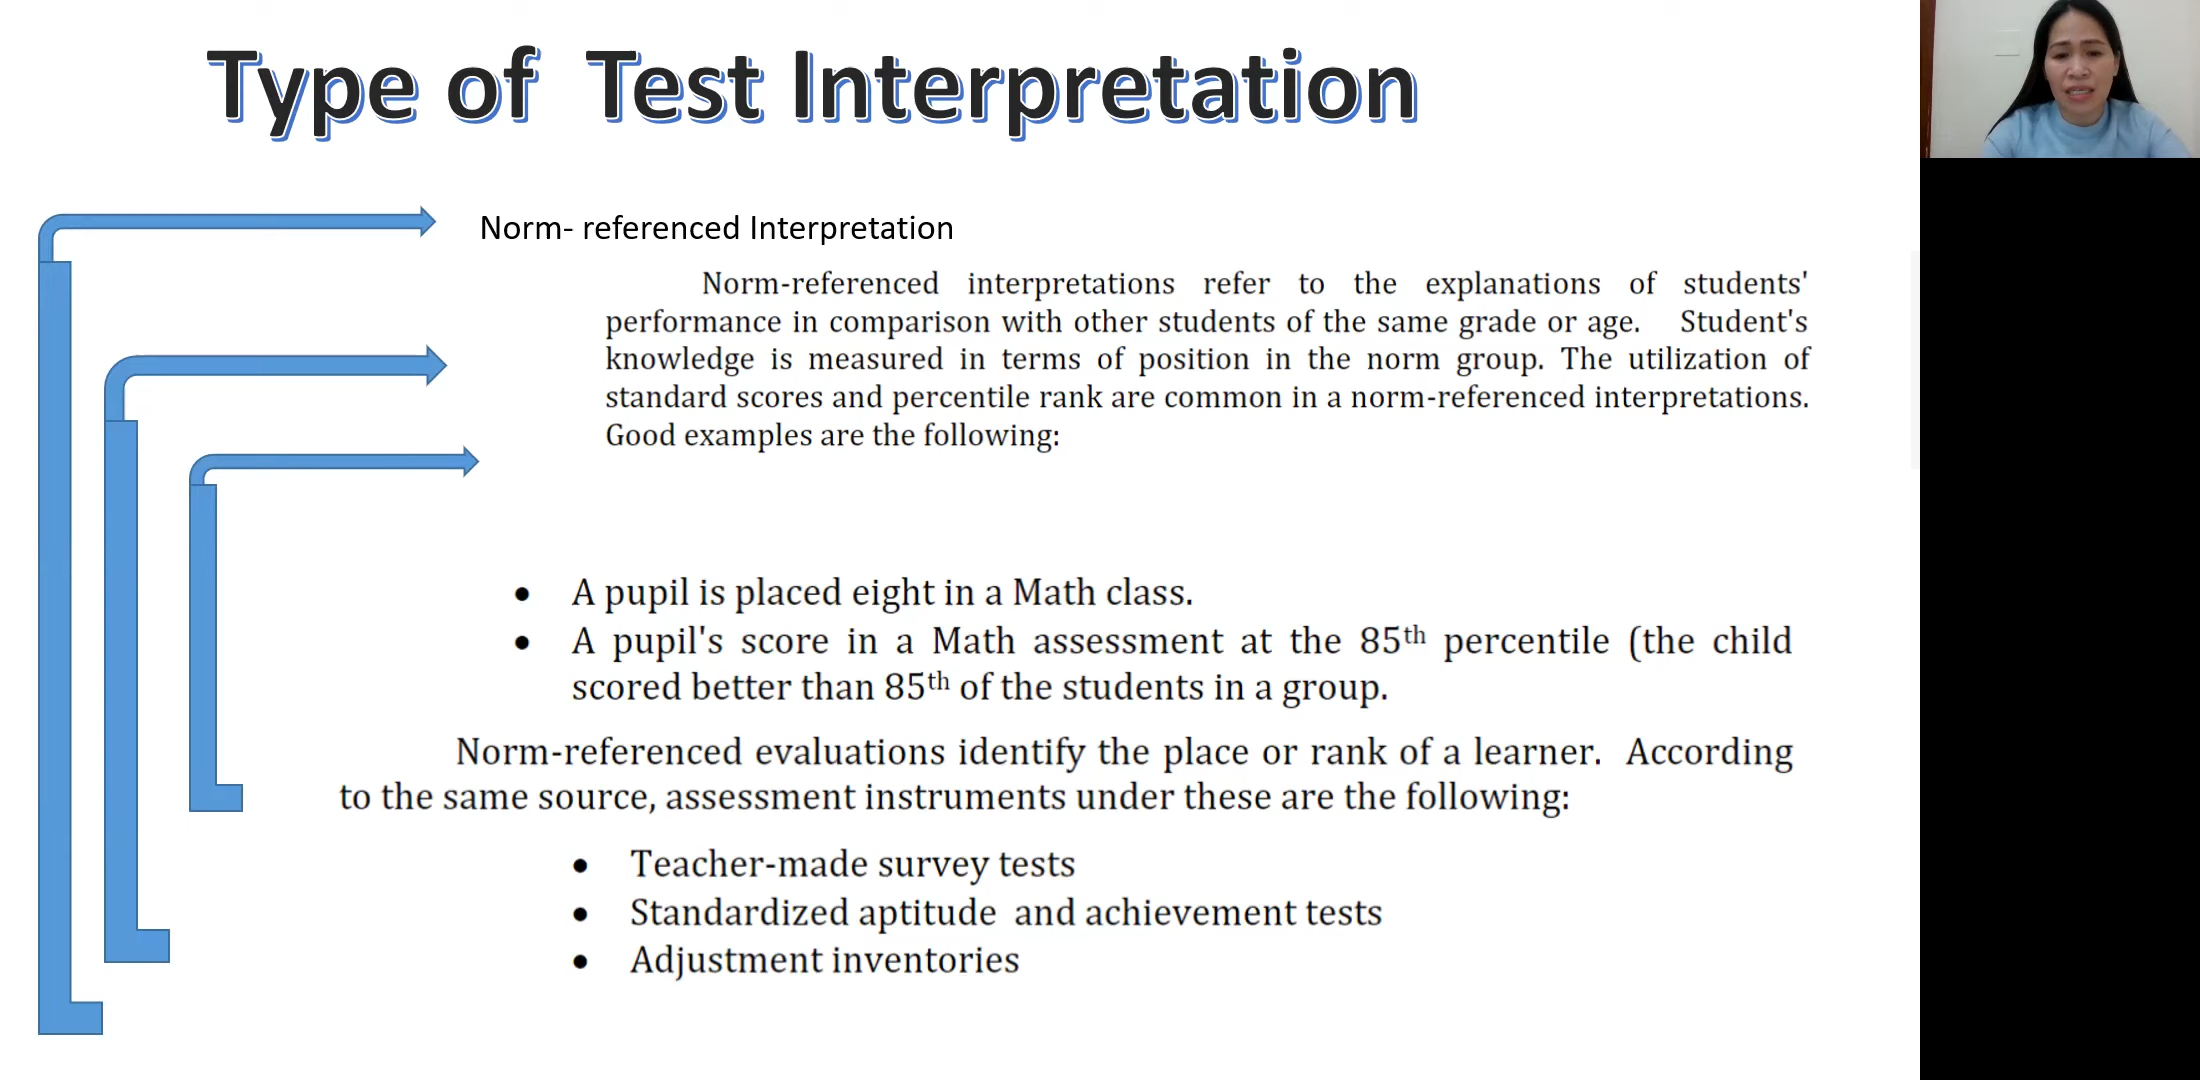 Type of Test Interpretation
Norm- referenced Interpretation
Norm-referenced interpretations refer to the explanations of students'
performance in comparison with other students of the same grade or age. Student's
knowledge is measured in terms of position in the norm group. The utilization of
standard scores and percentile rank are common in a norm-referenced interpretations.
Good examples are the following:
• A pupil is placed eight in a Math class.
• A pupil's score in a Math assessment at the 85th percentile (the child
scored better than 85th of the students in a group.
Norm-referenced evaluations identify the place or rank of a learner. According
to the same source, assessment instruments under these are the following:
• Teacher-made survey tests
• Standardized aptitude and achievement tests
• Adjustment inventories